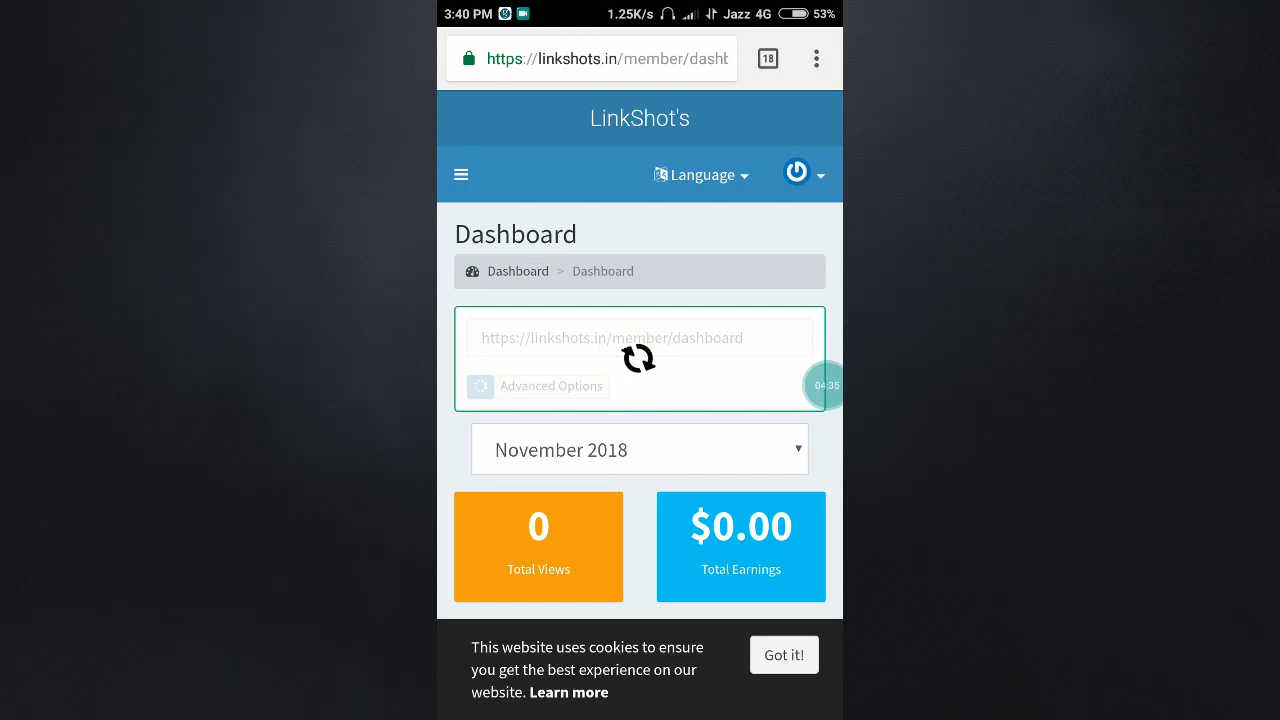 3:40 PM 1.25K/s Jazz 4G 53%
https://linkshots.in/member/dashb 18
LinkShot's
Language
Dashboard
Dashboard > Dashboard
https://linkshots.in/member/dashboard
Advanced Options
04:35
November 2018
0 $0.00
Total Views Total Earnings
This website uses cookies to ensure
you get the best experience on our
website. Learn more
Got it!